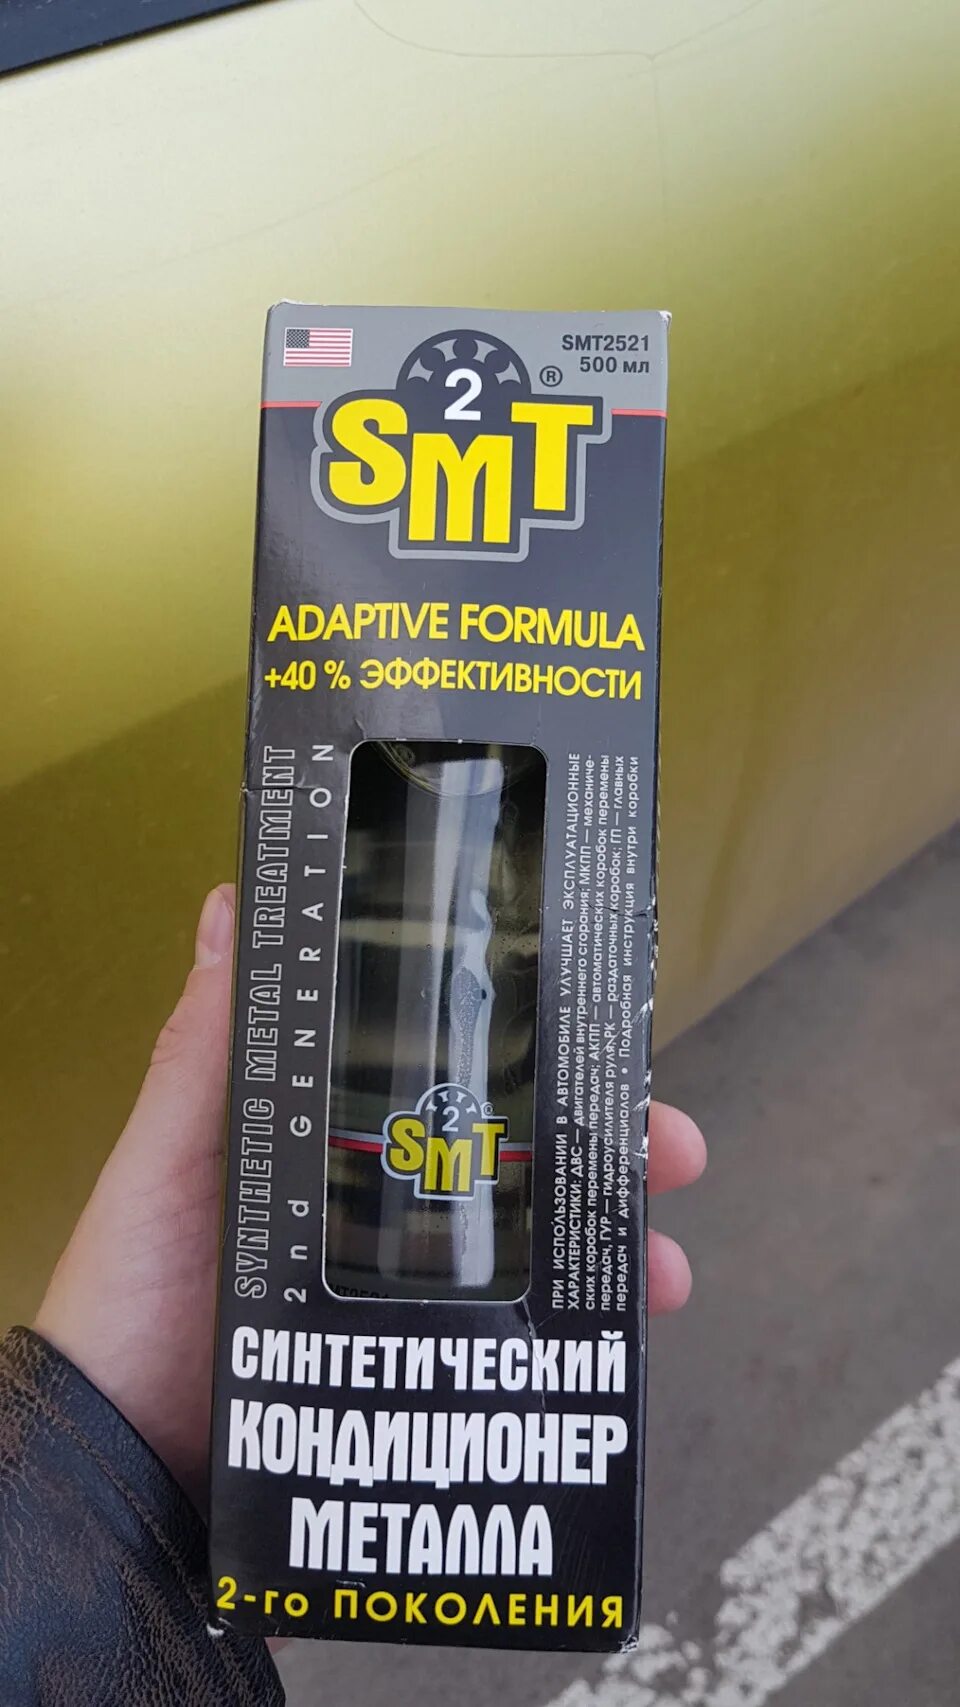 SMT2521
500 мл
2
®
SMT
ADAPTIVE FORMULA
+40 % ЭФФЕКТИВНОСТИ
SYNTHETIC METAL TREATMENT
2nd GENERATION
2
SMT
ПРИ ИСПОЛЬЗОВАНИИ В АВТОМОБИЛЕ УЛУЧШАЕТ ЭКСПЛУАТАЦИОННЫЕ
ХАРАКТЕРИСТИКИ: ДВС — двигателей внутреннего сгорания; МКПП — механиче-
ских коробок перемены передач; АКПП — автоматических коробок перемены
передач, ГУР — гидроусилителя руля, РК — раздаточных коробок; ГП — главных
передач и дифференциалов • Подробная инструкция внутри коробки
СИНТЕТИЧЕСКИЙ
КОНДИЦИОНЕР
МЕТАЛЛА
2-го ПОКОЛЕНИЯ